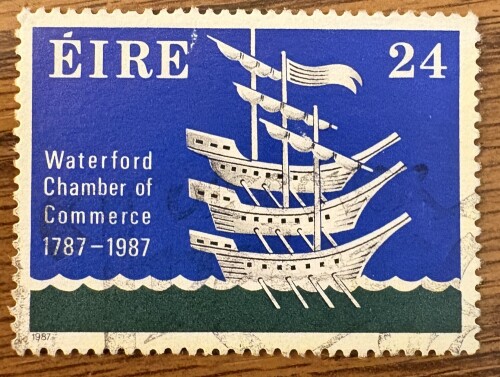 ÉIRE 24
Waterford
Chamber of
Commerce
1787–1987
1987